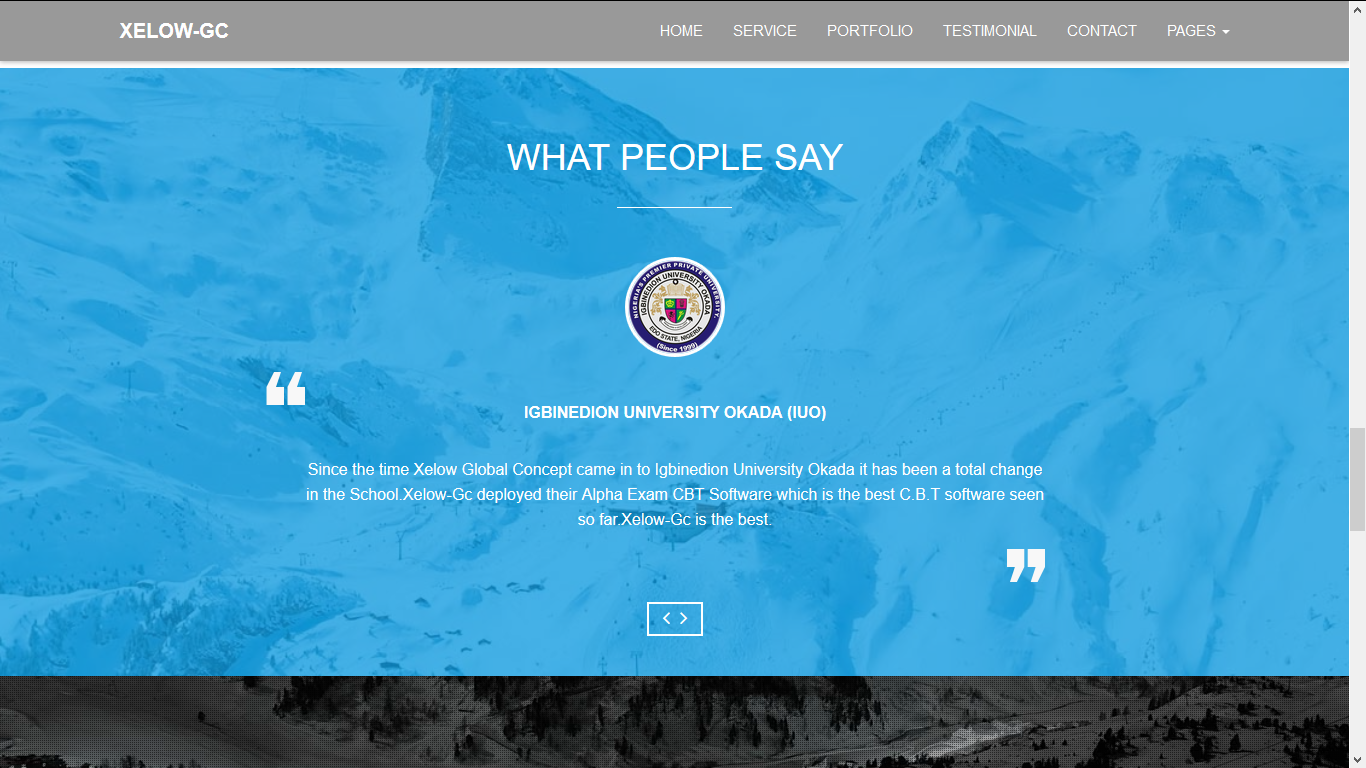 XELOW-GC
HOME SERVICE PORTFOLIO TESTIMONIAL CONTACT PAGES
WHAT PEOPLE SAY
NIGERIA'S PREMIER PRIVATE UNIVERSITY.
IGBINEDION UNIVERSITY OKADA
EDO STATE, NIGERIA
(Since 1999)
❝
IGBINEDION UNIVERSITY OKADA (IUO)
Since the time Xelow Global Concept came in to Igbinedion University Okada it has been a total change
in the School.Xelow-Gc deployed their Alpha Exam CBT Software which is the best C.B.T software seen
so far.Xelow-Gc is the best.
❞